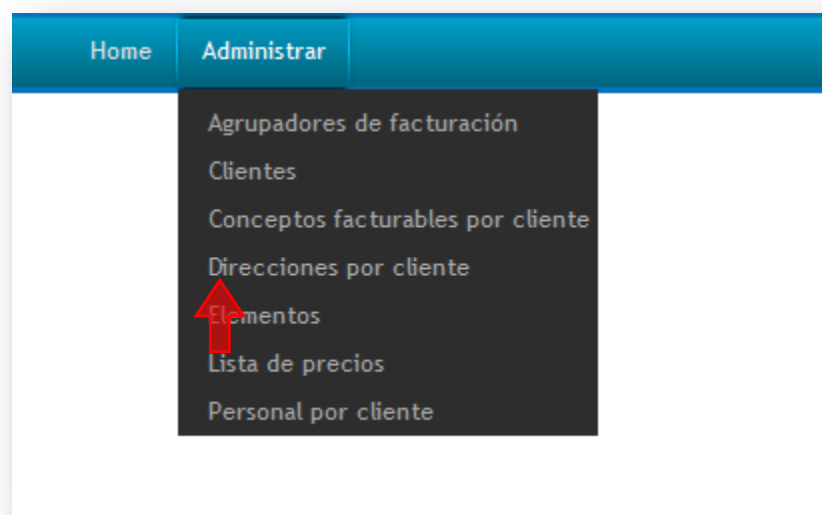 Home Administrar
Agrupadores de facturación
Clientes
Conceptos facturables por cliente
Direcciones por cliente
Elementos
Lista de precios
Personal por cliente